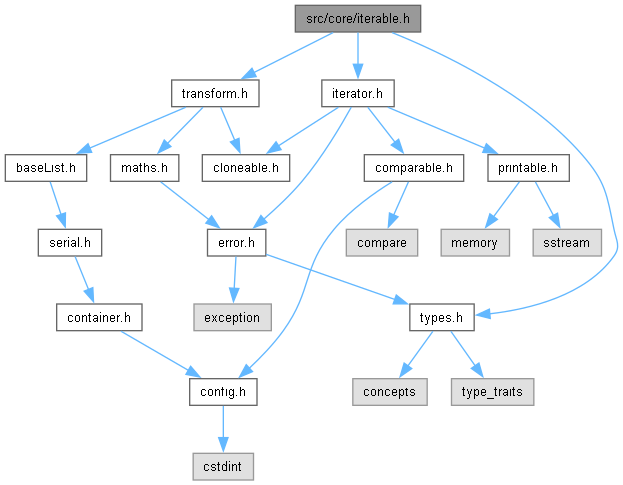 src/core/iterable.h
transform.h
iterator.h
baseList.h
maths.h
cloneable.h
comparable.h
printable.h
serial.h
error.h
compare
memory
sstream
container.h
exception
types.h
config.h
concepts
type_traits
cstdint